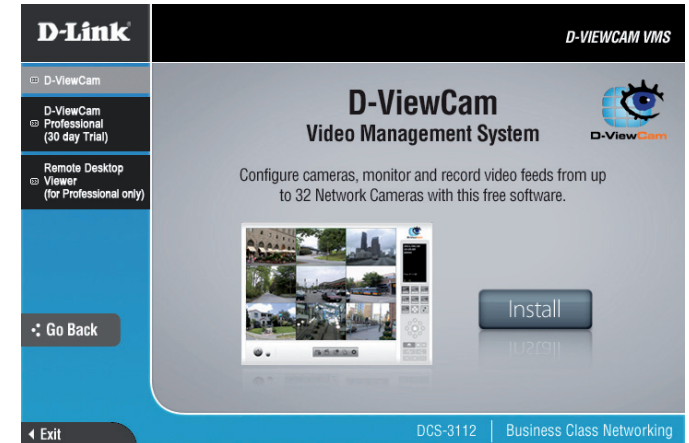 D-Link
D-VIEWCAM VMS
D-ViewCam
D-ViewCam
Professional
(30 day Trial)
Remote Desktop
Viewer
(for Professional only)
Go Back
Exit
D-ViewCam
Video Management System
D-ViewCam
Configure cameras, monitor and record video feeds from up
to 32 Network Cameras with this free software.
Install
DCS-3112 | Business Class Networking